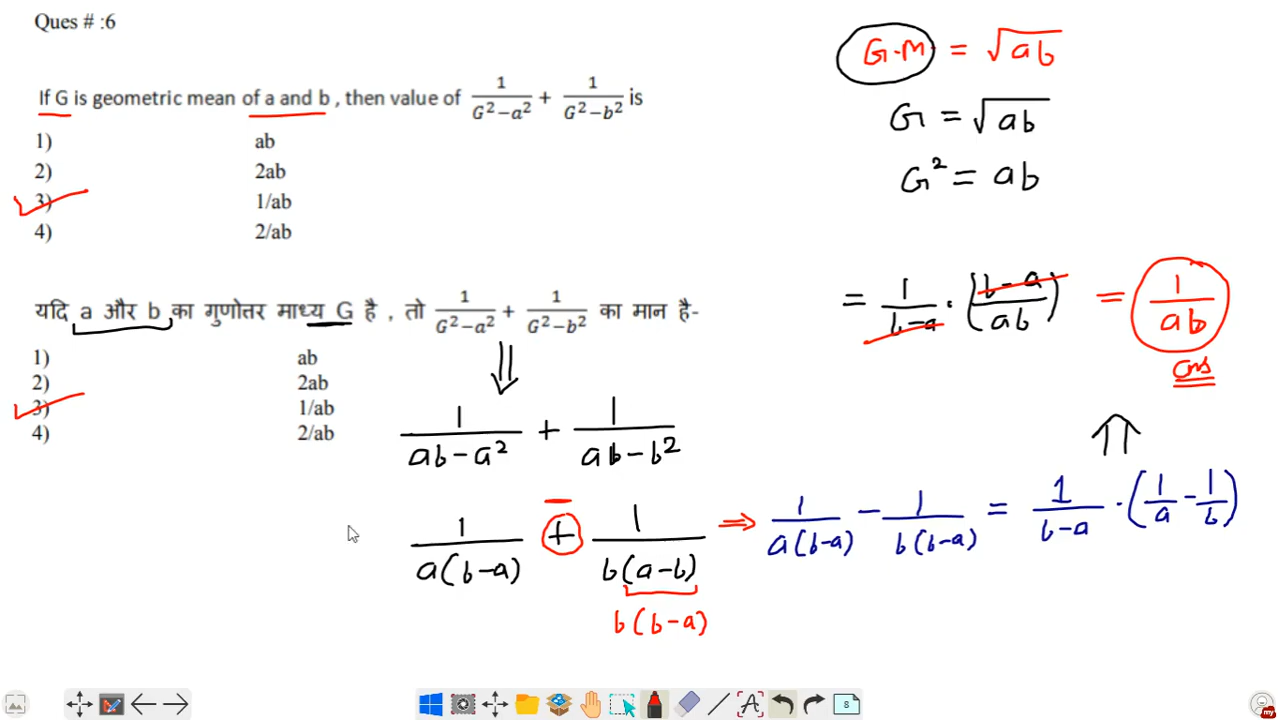 Ques # :6
If G is geometric mean of a and b , then value of 1/(G²−a²) + 1/(G²−b²) is
1) ab
2) 2ab
3) 1/ab
4) 2/ab
यदि a और b का गुणोत्तर माध्य G है , तो 1/(G²−a²) + 1/(G²−b²) का मान है-
1) ab
2) 2ab
3) 1/ab
4) 2/ab
G.M = √ab
G = √ab
G² = ab
1/(ab−a²) + 1/(ab−b²)
1/(a(b−a)) + 1/(b(a−b))
−
b(b−a)
⇒ 1/(a(b−a)) − 1/(b(b−a)) = 1/(b−a) · (1/a − 1/b)
= 1/(b−a) · ((b−a)/ab) = 1/ab
ans
8
my